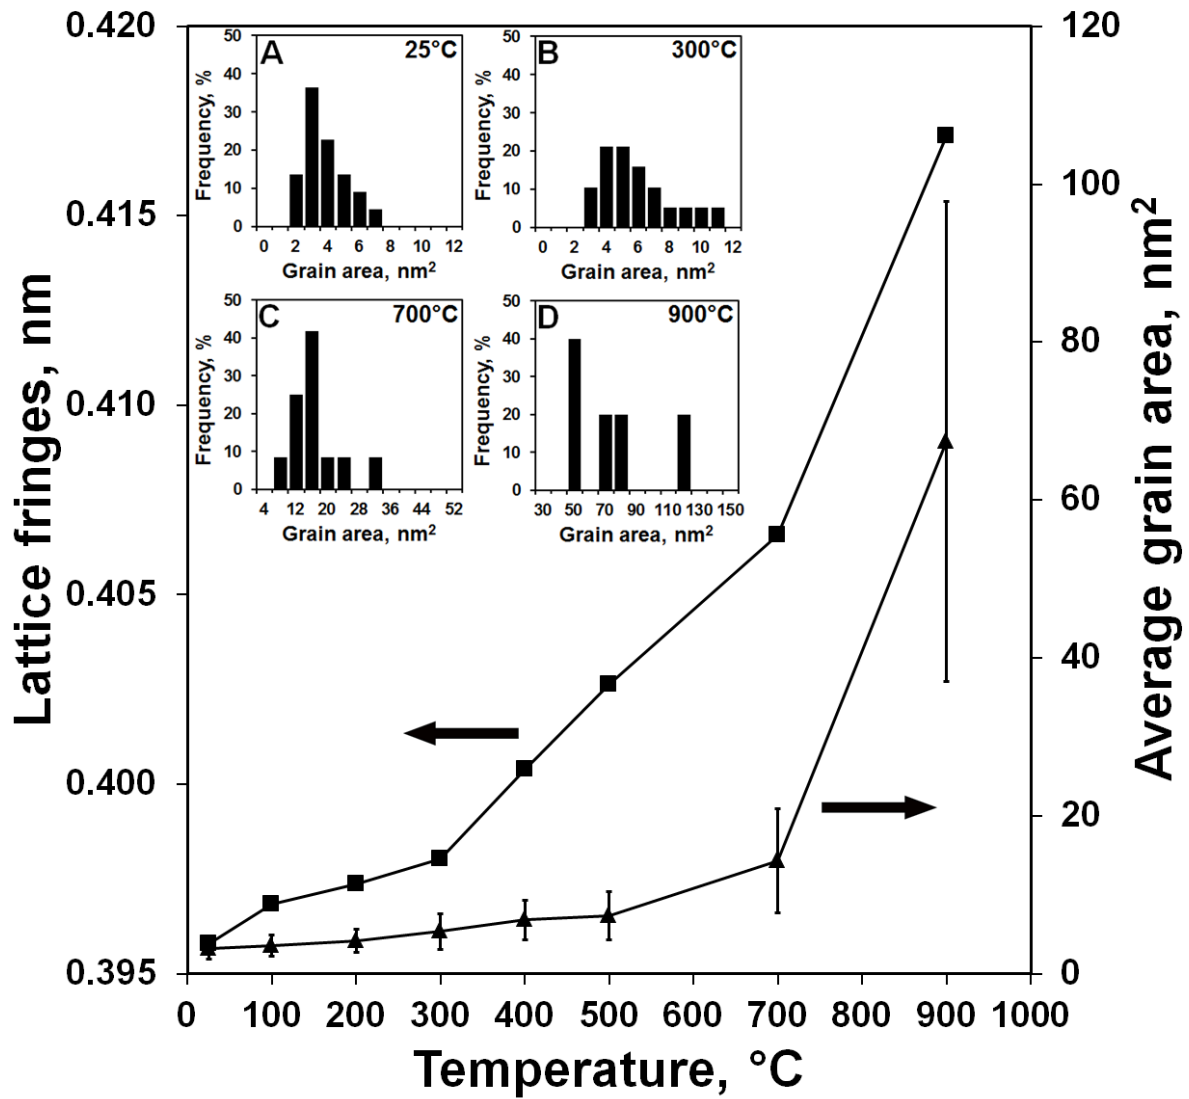 0.420
0.415
0.410
0.405
0.400
0.395
Lattice fringes, nm
120
100
80
60
40
20
0
Average grain area, nm²
A 25°C
50
40
30
20
10
0
Frequency, %
0 2 4 6 8 10 12
Grain area, nm²
B 300°C
50
40
30
20
10
0
Frequency, %
0 2 4 6 8 10 12
Grain area, nm²
C 700°C
50
40
30
20
10
0
Frequency, %
4 12 20 28 36 44 52
Grain area, nm²
D 900°C
50
40
30
20
10
0
Frequency, %
30 50 70 90 110 130 150
Grain area, nm²
0 100 200 300 400 500 600 700 800 900 1000
Temperature, °C